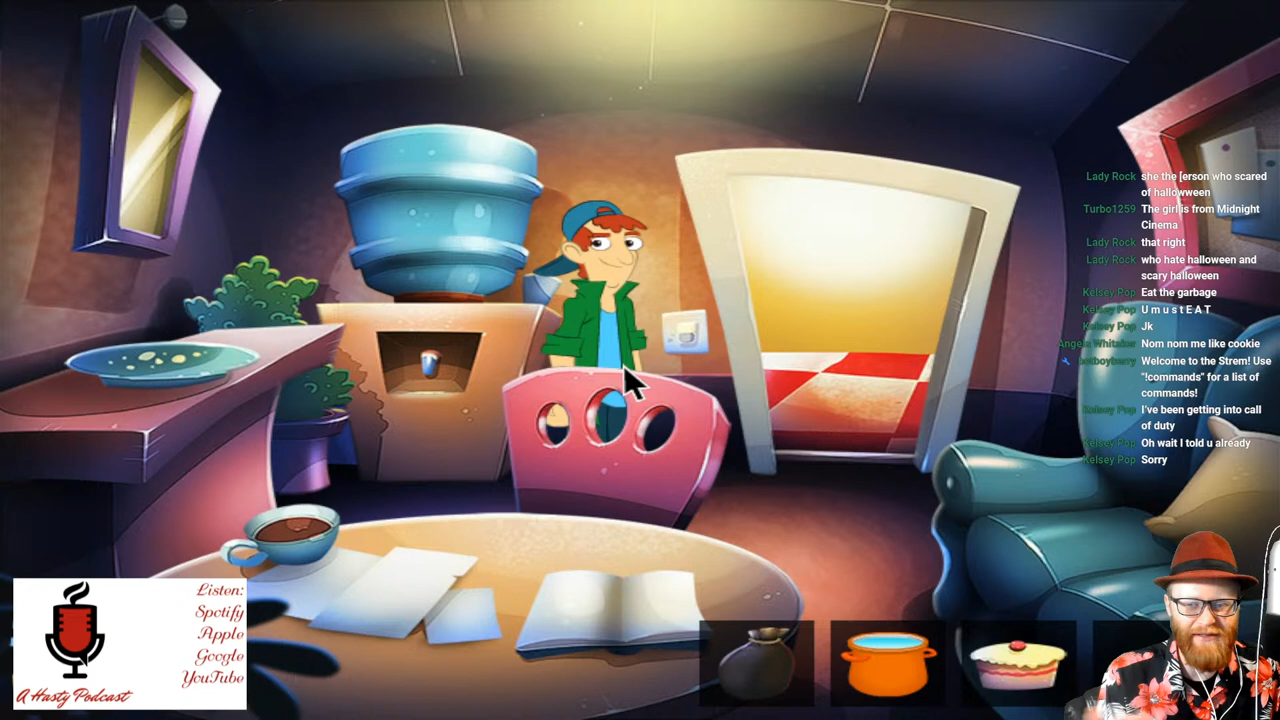 Lady Rock she the [erson who scared
of hallowween
Turbo1259 The girl is from Midnight
Cinema
Lady Rock that right
Lady Rock who hate halloween and
scary halloween
Kelsey Pop Eat the garbage
Kelsey Pop U m u s t E A T
Kelsey Pop Jk
Angela Whitaker Nom nom me like cookie
botboyberry Welcome to the Strem! Use
"!commands" for a list of
commands!
Kelsey Pop I've been getting into call
of duty
Kelsey Pop Oh wait I told u already
Kelsey Pop Sorry
Listen:
Spotify
Apple
Google
YouTube
A Hasty Podcast